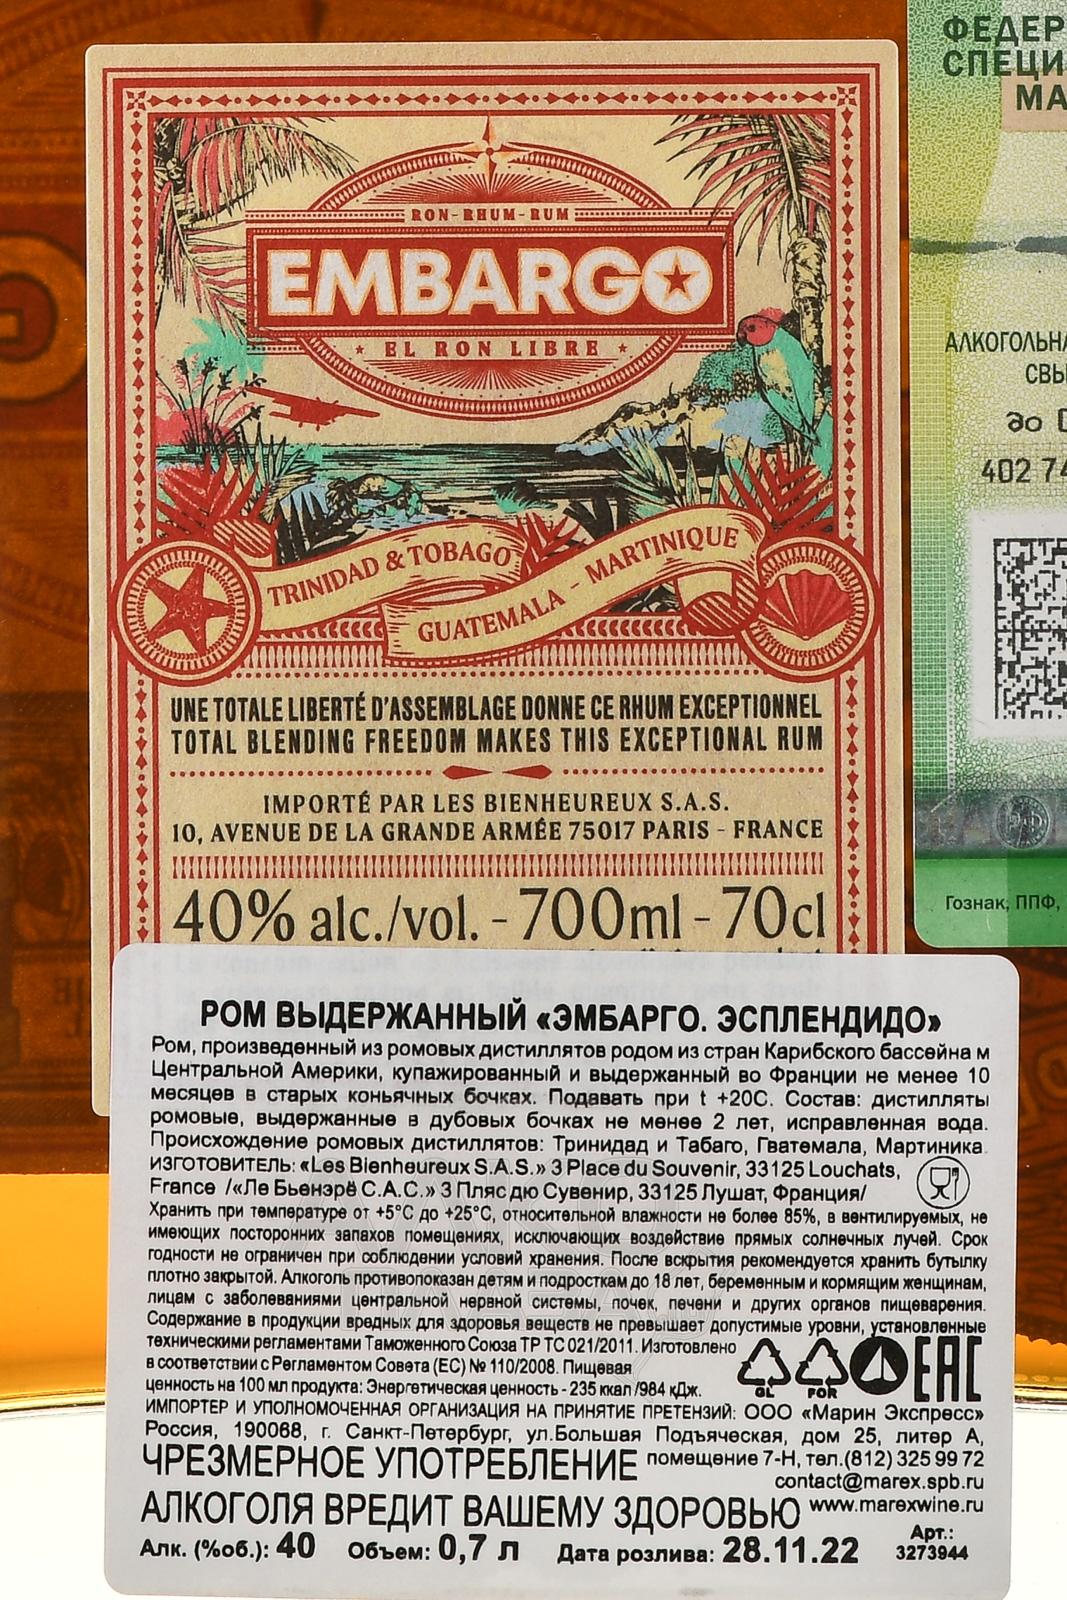 RON-RHUM-RUM
EMBARGO
EL RON LIBRE
TRINIDAD & TOBAGO
GUATEMALA - MARTINIQUE
UNE TOTALE LIBERTÉ D'ASSEMBLAGE DONNE CE RHUM EXCEPTIONNEL
TOTAL BLENDING FREEDOM MAKES THIS EXCEPTIONAL RUM
IMPORTÉ PAR LES BIENHEUREUX S.A.S.
10, AVENUE DE LA GRANDE ARMÉE 75017 PARIS - FRANCE
40% alc./vol. - 700ml - 70cl
ФЕДЕР
СПЕЦИ
МА
АЛКОГОЛЬНА
СВЫ
до 0
402 74
Гознак, ППФ,
РОМ ВЫДЕРЖАННЫЙ «ЭМБАРГО. ЭСПЛЕНДИДО»
Ром, произведенный из ромовых дистиллятов родом из стран Карибского бассейна м
Центральной Америки, купажированный и выдержанный во Франции не менее 10
месяцев в старых коньячных бочках. Подавать при t +20С. Состав: дистилляты
ромовые, выдержанные в дубовых бочках не менее 2 лет, исправленная вода.
Происхождение ромовых дистиллятов: Тринидад и Табаго, Гватемала, Мартиника.
ИЗГОТОВИТЕЛЬ: «Les Bienheureux S.A.S.» 3 Place du Souvenir, 33125 Louchats,
France /«Ле Бьенэрё С.А.С.» 3 Пляс дю Сувенир, 33125 Лушат, Франция/
Хранить при температуре от +5°С до +25°С, относительной влажности не более 85%, в вентилируемых, не
имеющих посторонних запахов помещениях, исключающих воздействие прямых солнечных лучей. Срок
годности не ограничен при соблюдении условий хранения. После вскрытия рекомендуется хранить бутылку
плотно закрытой. Алкоголь противопоказан детям и подросткам до 18 лет, беременным и кормящим женщинам,
лицам с заболеваниями центральной нервной системы, почек, печени и других органов пищеварения.
Содержание в продукции вредных для здоровья веществ не превышает допустимые уровни, установленные
техническими регламентами Таможенного Союза ТР ТС 021/2011. Изготовлено
в соответствии с Регламентом Совета (ЕС) № 110/2008. Пищевая
ценность на 100 мл продукта: Энергетическая ценность - 235 ккал /984 кДж.
GL FOR EAC
ИМПОРТЕР И УПОЛНОМОЧЕННАЯ ОРГАНИЗАЦИЯ НА ПРИНЯТИЕ ПРЕТЕНЗИЙ: ООО «Марин Экспресс»
Россия, 190068, г. Санкт-Петербург, ул.Большая Подъяческая, дом 25, литер А,
помещение 7-Н, тел.(812) 325 99 72
contact@marex.spb.ru
www.marexwine.ru
ЧРЕЗМЕРНОЕ УПОТРЕБЛЕНИЕ
АЛКОГОЛЯ ВРЕДИТ ВАШЕМУ ЗДОРОВЬЮ
Алк. (%об.): 40 Объем: 0,7 л Дата розлива: 28.11.22
Арт.:
3273944